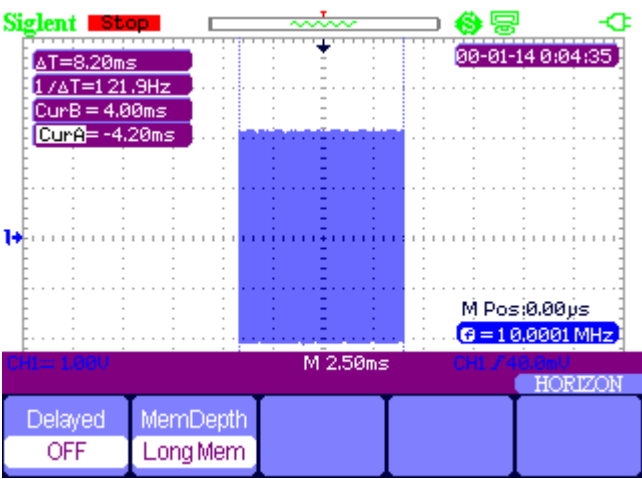 Siglent Stop T
00-01-14 0:04:35
ΔT=8.20ms
1/ΔT=121.9Hz
CurB= 4.00ms
CurA= -4.20ms
1
M Pos:0.00μs
f=10.0001MHz
CH1= 1.00V M 2.50ms CH1 40.0mV
HORIZON
Delayed MemDepth
OFF Long Mem